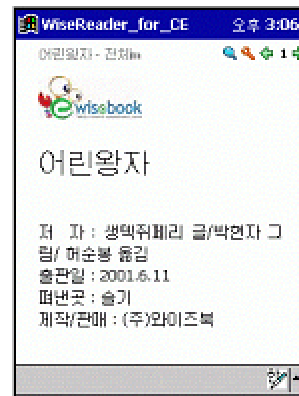 WiseReader_for_CE 오후 3:06
어린왕자 - 전체
1
wisebook
어린왕자
저 자 : 생텍쥐페리 글/박현자 그
림/ 허순봉 옮김
출판일 : 2001.6.11
펴낸곳 : 슬기
제작/판매 : (주)와이즈북